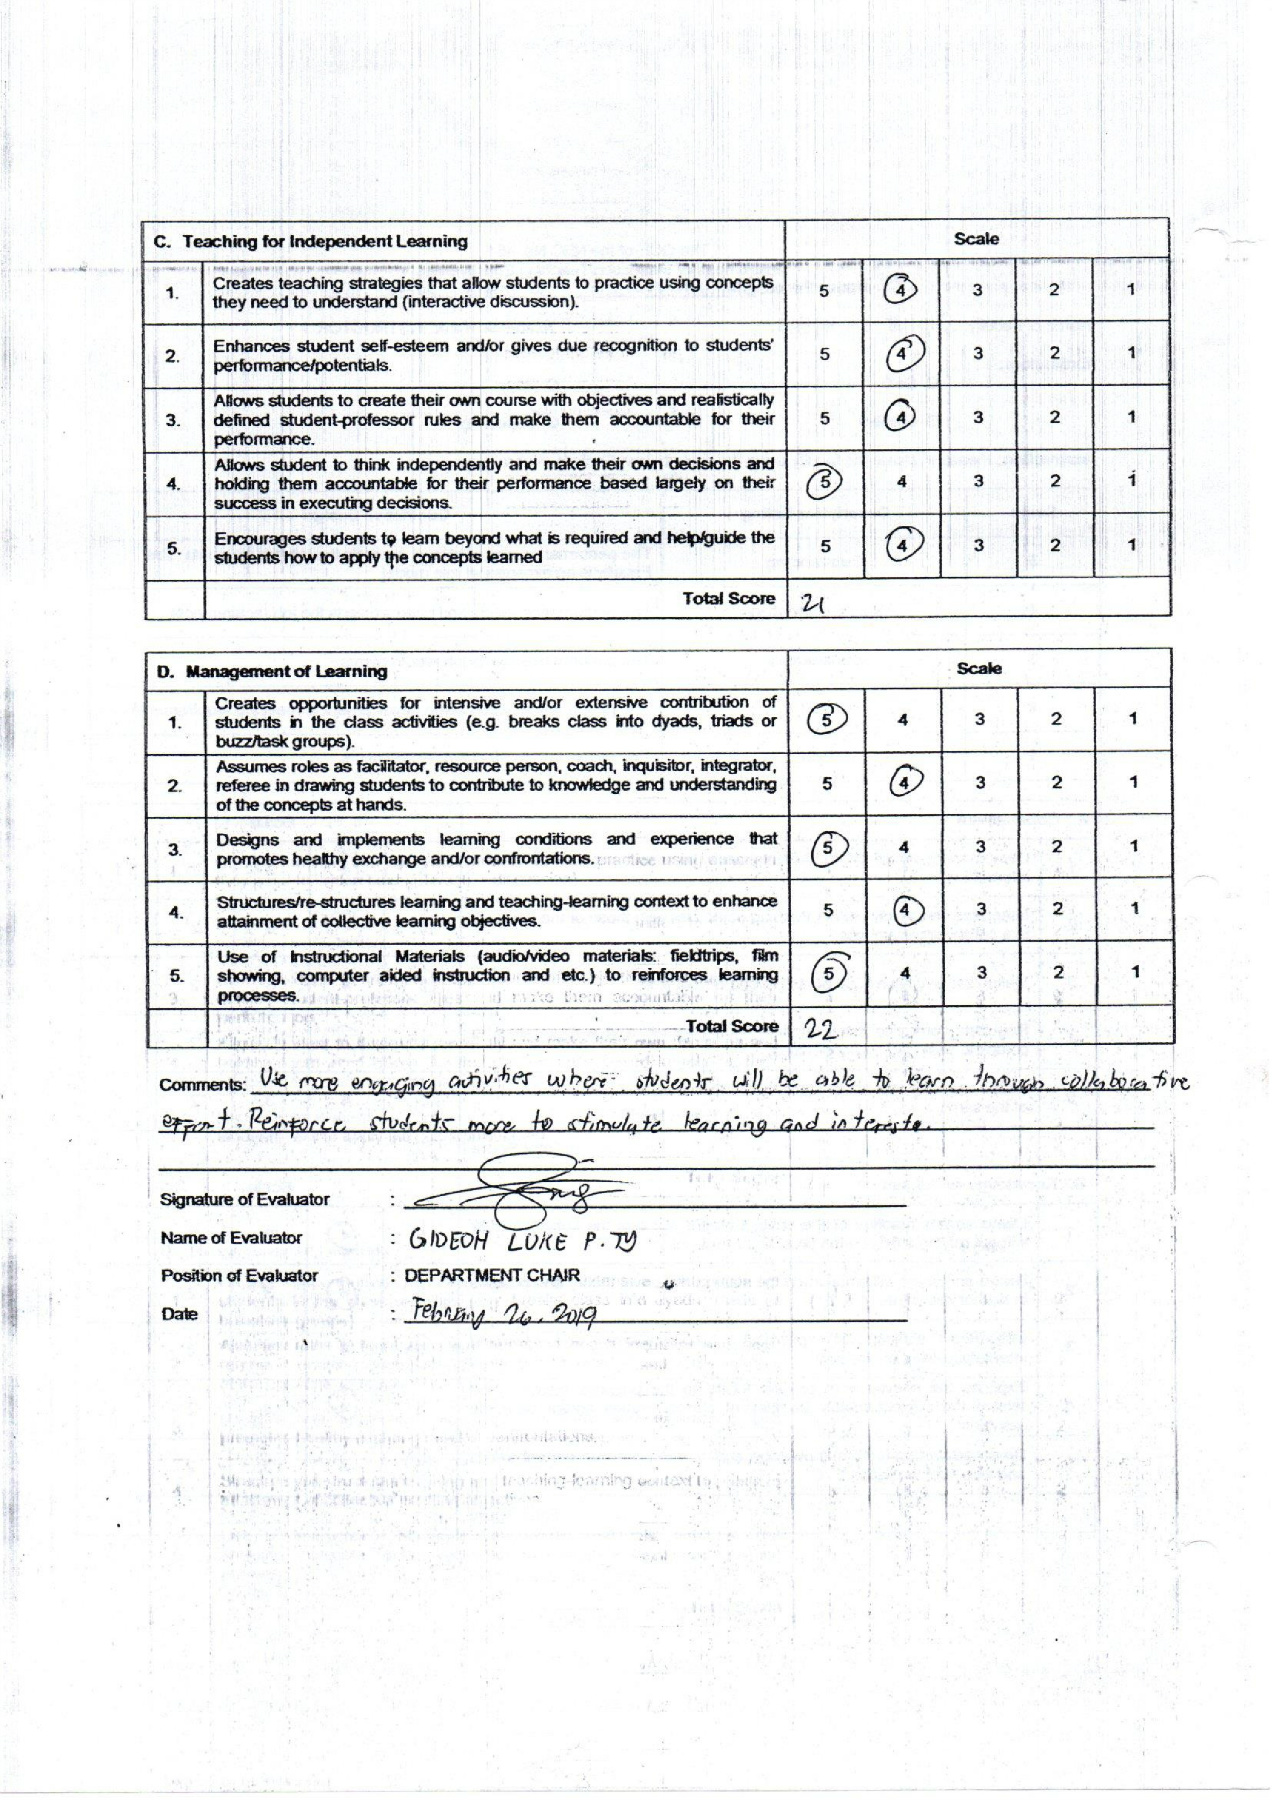 C. Teaching for Independent Learning Scale
1. Creates teaching strategies that allow students to practice using concepts 5 4 3 2 1
they need to understand (interactive discussion).
2. Enhances student self-esteem and/or gives due recognition to students' 5 4 3 2 1
performance/potentials.
Allows students to create their own course with objectives and realistically
3. defined student-professor rules and make them accountable for their 5 4 3 2 1
performance.
Allows student to think independently and make their own decisions and
4. holding them accountable for their performance based largely on their 5 4 3 2 1
success in executing decisions.
5. Encourages students to learn beyond what is required and help/guide the 5 4 3 2 1
students how to apply the concepts learned
Total Score 21
D. Management of Learning Scale
Creates opportunities for intensive and/or extensive contribution of
1. students in the class activities (e.g. breaks class into dyads, triads or 5 4 3 2 1
buzz/task groups).
Assumes roles as facilitator, resource person, coach, inquisitor, integrator,
2. referee in drawing students to contribute to knowledge and understanding 5 4 3 2 1
of the concepts at hands.
3. Designs and implements learning conditions and experience that 5 4 3 2 1
promotes healthy exchange and/or confrontations.
4. Structures/re-structures learning and teaching-learning context to enhance 5 4 3 2 1
attainment of collective learning objectives.
Use of Instructional Materials (audio/video materials: fieldtrips, film
5. showing, computer aided instruction and etc.) to reinforces learning 5 4 3 2 1
processes.
Total Score 22
Comments: Use more engaging activities where students will be able to learn through collaborative
effort. Reinforce students more to stimulate learning and interests.
Signature of Evaluator :
Name of Evaluator : GIDEON LUKE P. TY
Position of Evaluator : DEPARTMENT CHAIR
Date : February 26, 2019